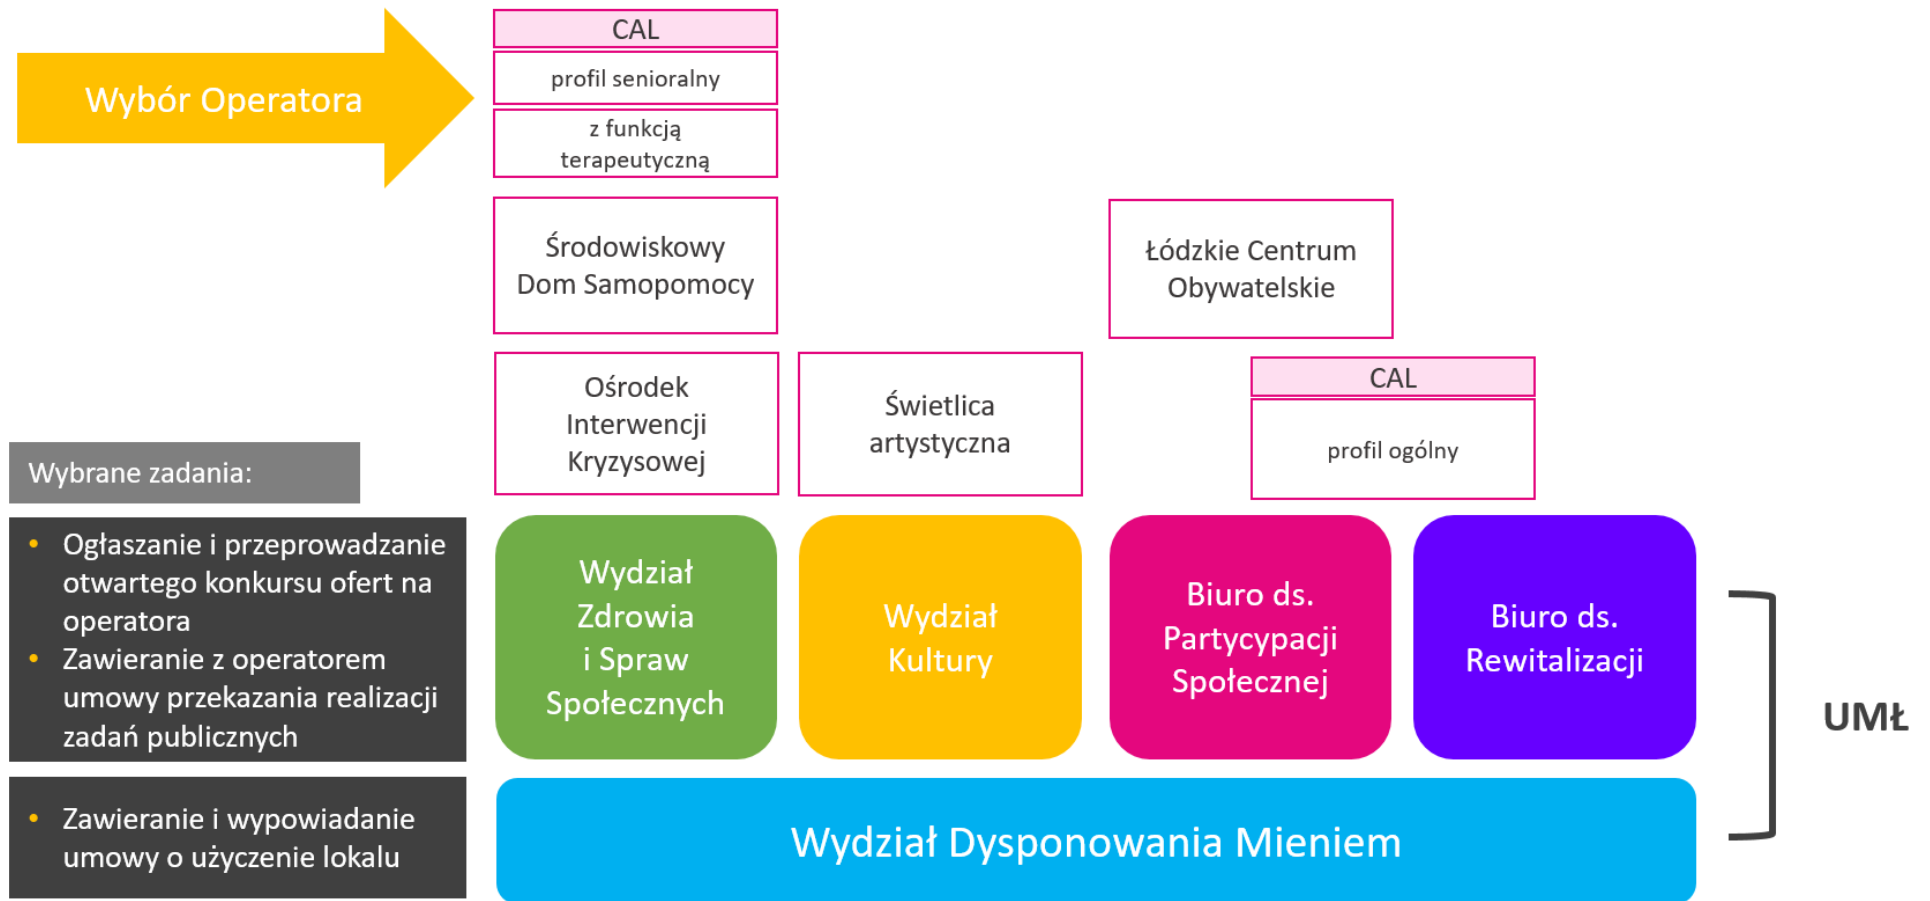 Wybór Operatora
CAL
profil senioralny
z funkcją
terapeutyczną
Środowiskowy
Dom Samopomocy
Łódzkie Centrum
Obywatelskie
Ośrodek
Interwencji
Kryzysowej
Świetlica
artystyczna
CAL
profil ogólny
Wybrane zadania:
• Ogłaszanie i przeprowadzanie
otwartego konkursu ofert na
operatora
• Zawieranie z operatorem
umowy przekazania realizacji
zadań publicznych
Wydział
Zdrowia
i Spraw
Społecznych
Wydział
Kultury
Biuro ds.
Partycypacji
Społecznej
Biuro ds.
Rewitalizacji
UMŁ
• Zawieranie i wypowiadanie
umowy o użyczenie lokalu
Wydział Dysponowania Mieniem